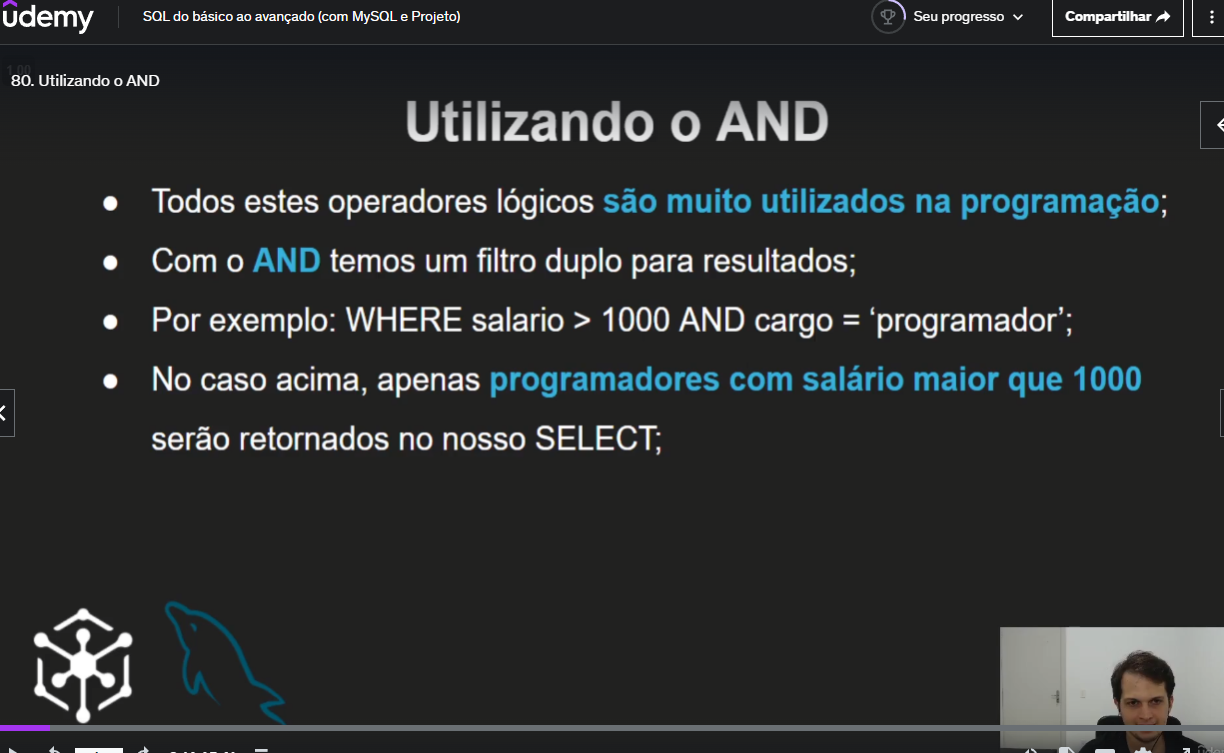 udemy
SQL do básico ao avançado (com MySQL e Projeto)
Seu progresso
Compartilhar
80. Utilizando o AND
Utilizando o AND
● Todos estes operadores lógicos são muito utilizados na programação;
● Com o AND temos um filtro duplo para resultados;
● Por exemplo: WHERE salario > 1000 AND cargo = ‘programador’;
● No caso acima, apenas programadores com salário maior que 1000
serão retornados no nosso SELECT;